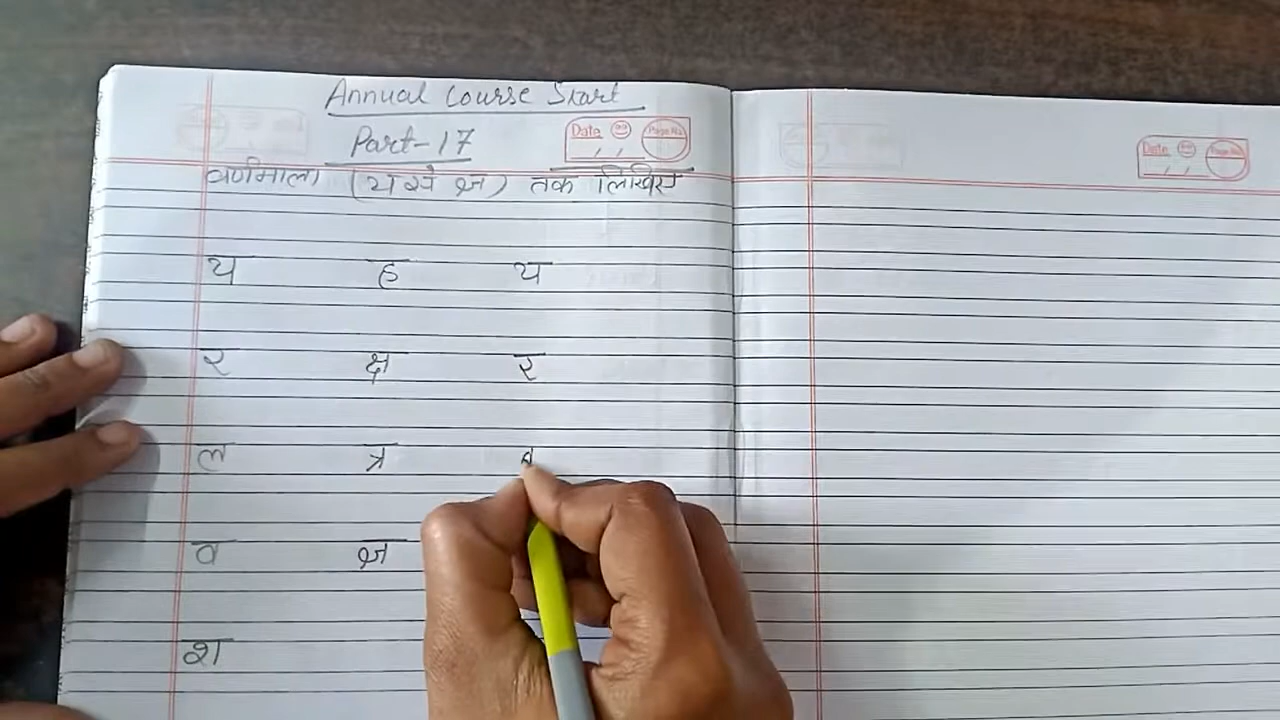 Annual Course Start
Part-17
Date
Page No.
वर्णमाला (य से ज्ञ) तक लिखिए
Date
Page No.
य ह य
र क्ष र
ल त्र
व ज्ञ
श